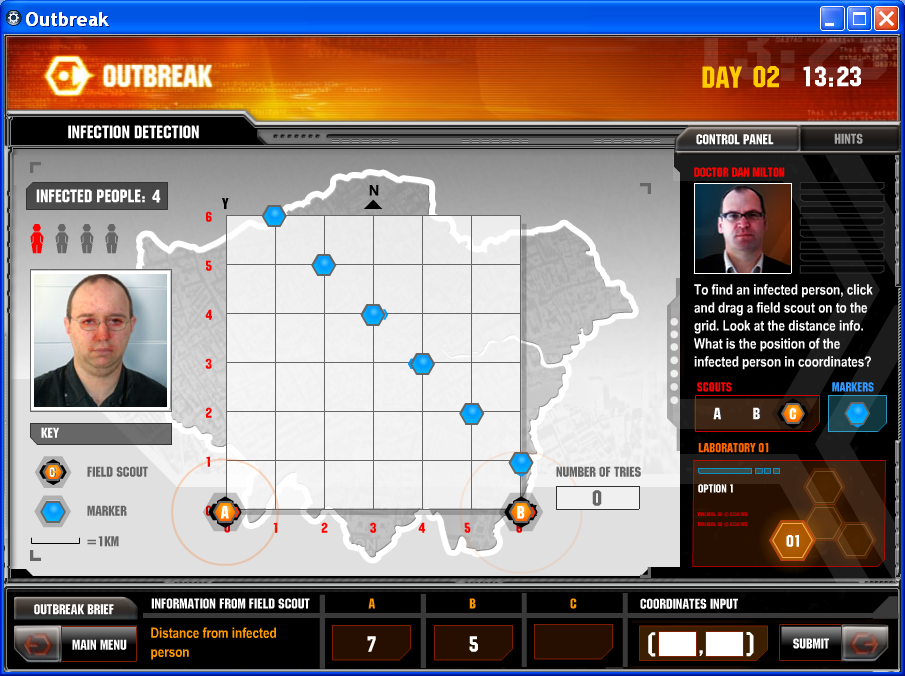 Outbreak
OUTBREAK
DAY 02 13:23
INFECTION DETECTION
CONTROL PANEL
HINTS
INFECTED PEOPLE: 4
DOCTOR DAN MILTON
N
Y
6
5
4
3
2
1
0
A
B
0 1 2 3 4 5 6
To find an infected person, click
and drag a field scout on to the
grid. Look at the distance info.
What is the position of the
infected person in coordinates?
SCOUTS
MARKERS
A B C
KEY
C FIELD SCOUT
MARKER
= 1KM
NUMBER OF TRIES
0
LABORATORY 01
OPTION 1
01
OUTBREAK BRIEF
MAIN MENU
INFORMATION FROM FIELD SCOUT
A
B
C
COORDINATES INPUT
Distance from infected
person
7
5
( , )
SUBMIT